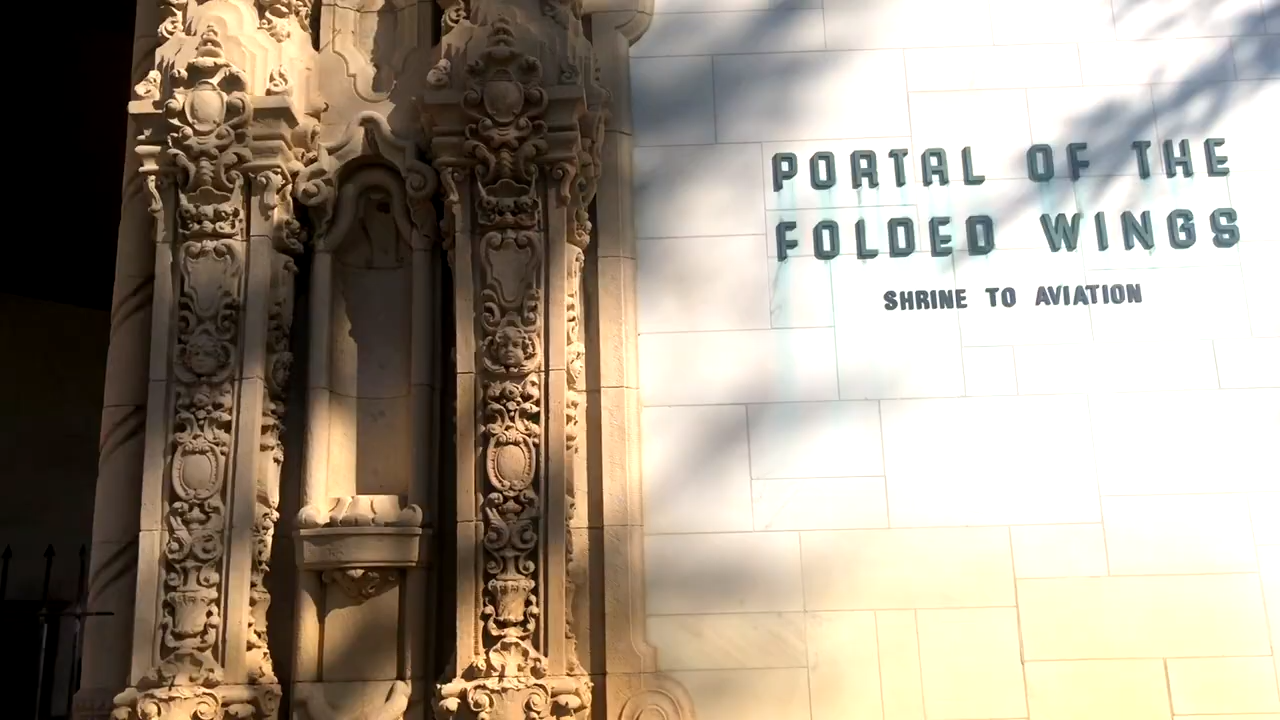 PORTAL OF THE
FOLDED WINGS
SHRINE TO AVIATION